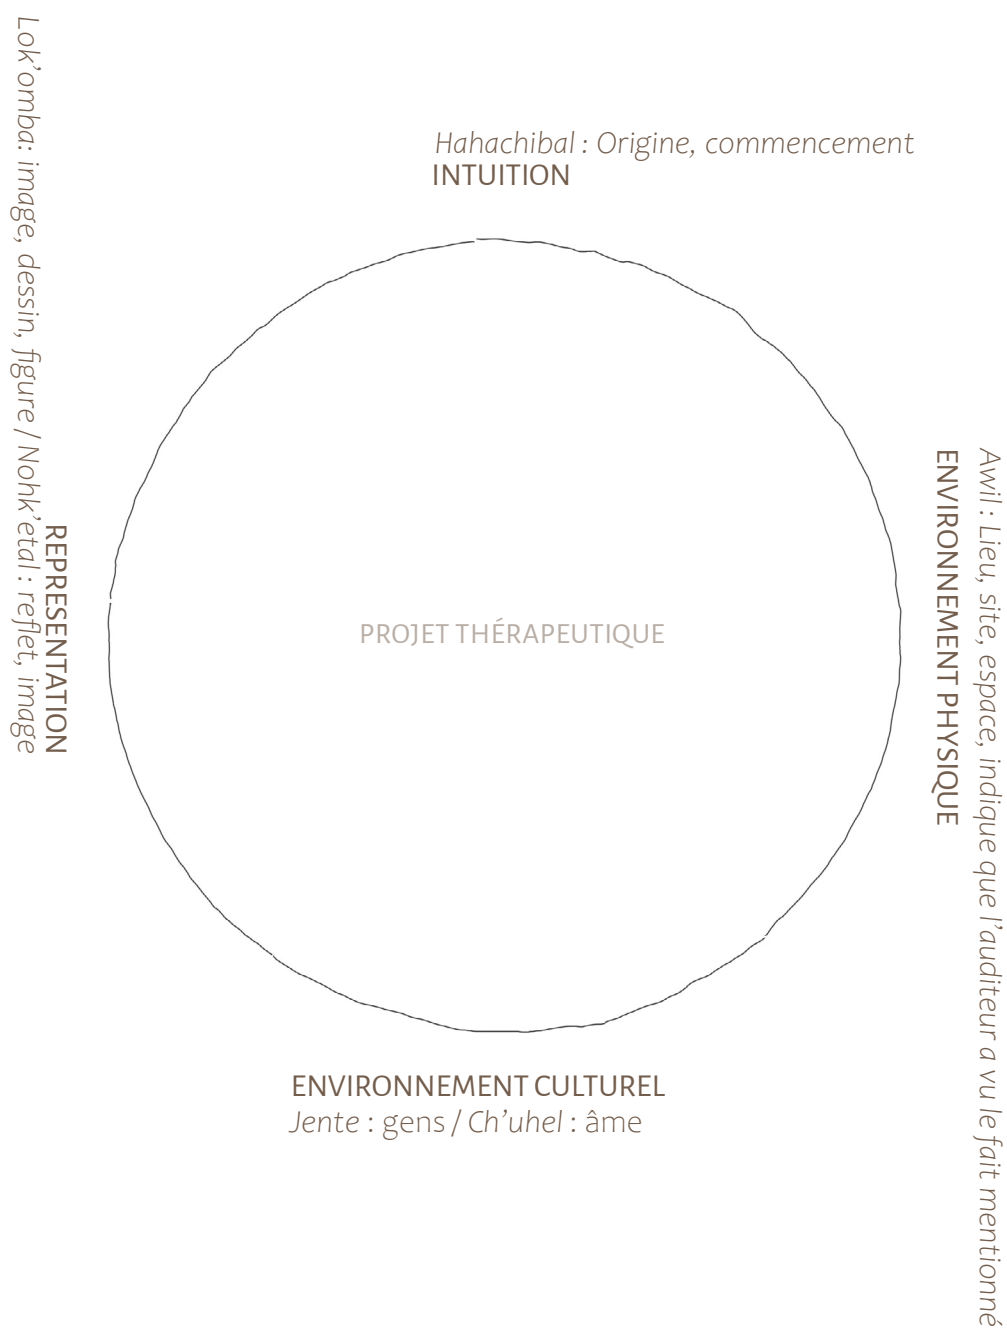 Hahachibal : Origine, commencement
INTUITION
Lok’omba: image, dessin, figure / Nohk’etal : reflet, image
REPRESENTATION
PROJET THÉRAPEUTIQUE
ENVIRONNEMENT PHYSIQUE
Awil : Lieu, site, espace, indique que l’auditeur a vu le fait mentionné
ENVIRONNEMENT CULTUREL
Jente : gens / Ch’uhel : âme